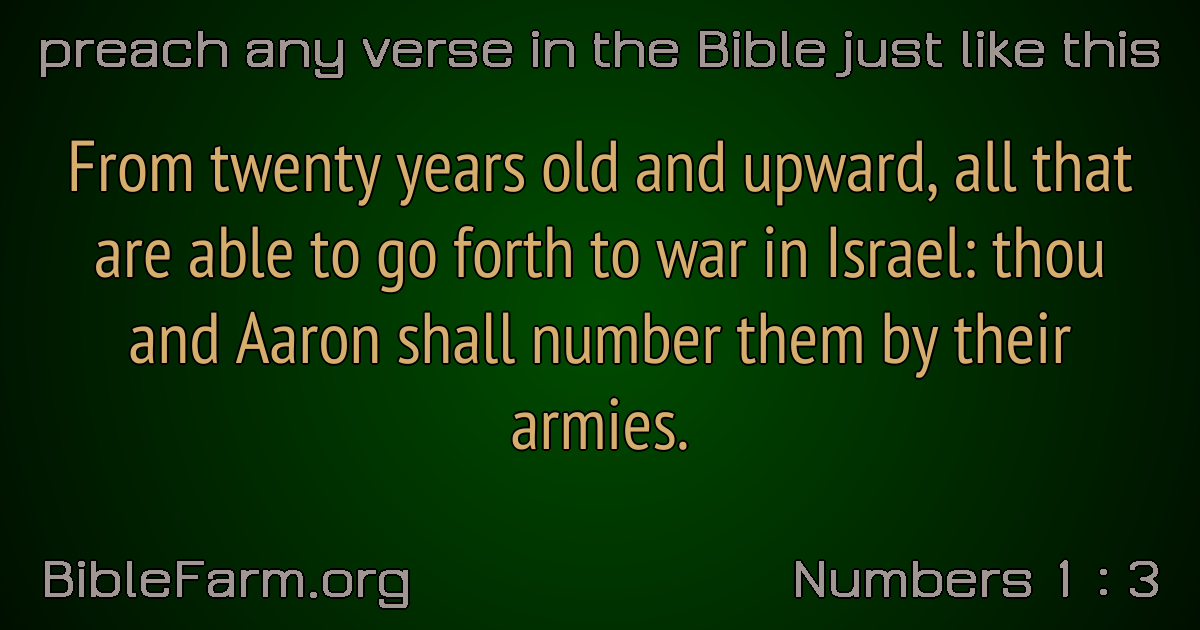 preach any verse in the Bible just like this
From twenty years old and upward, all that
are able to go forth to war in Israel: thou
and Aaron shall number them by their
armies.
BibleFarm.org
Numbers 1 : 3